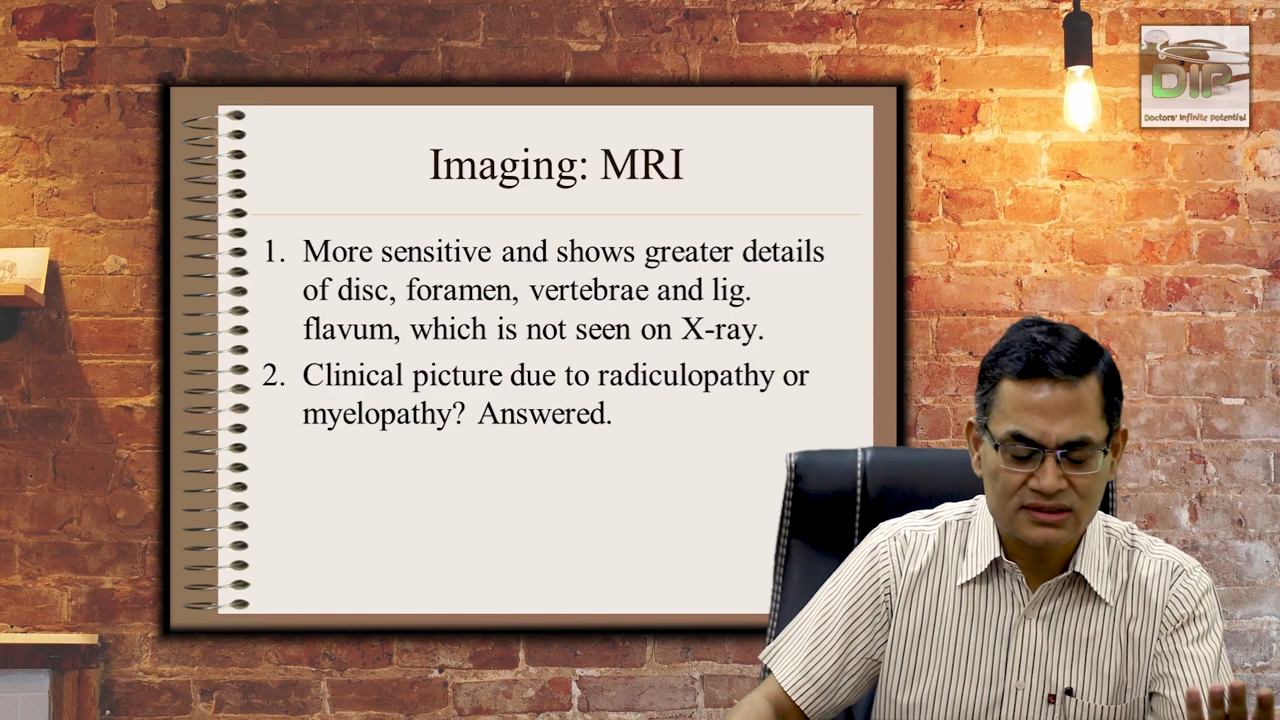 DIP
Doctors' Infinite Potential
Imaging: MRI
1. More sensitive and shows greater details
of disc, foramen, vertebrae and lig.
flavum, which is not seen on X-ray.
2. Clinical picture due to radiculopathy or
myelopathy? Answered.